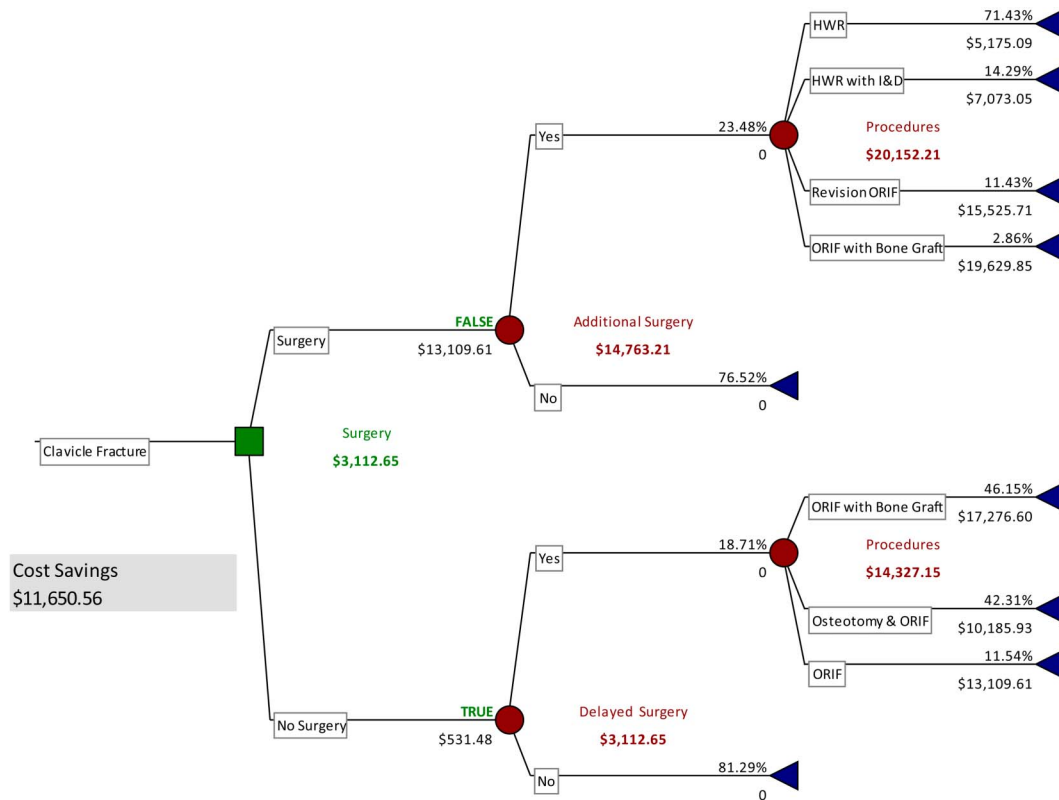 HWR
71.43%
$5,175.09
HWR with I&D
14.29%
$7,073.05
Yes
23.48%
0
Procedures
$20,152.21
Revision ORIF
11.43%
$15,525.71
ORIF with Bone Graft
2.86%
$19,629.85
Surgery
FALSE
$13,109.61
Additional Surgery
$14,763.21
No
76.52%
0
Clavicle Fracture
Surgery
$3,112.65
Cost Savings
$11,650.56
ORIF with Bone Graft
46.15%
$17,276.60
Yes
18.71%
0
Procedures
$14,327.15
Osteotomy & ORIF
42.31%
$10,185.93
ORIF
11.54%
$13,109.61
No Surgery
TRUE
$531.48
Delayed Surgery
$3,112.65
No
81.29%
0